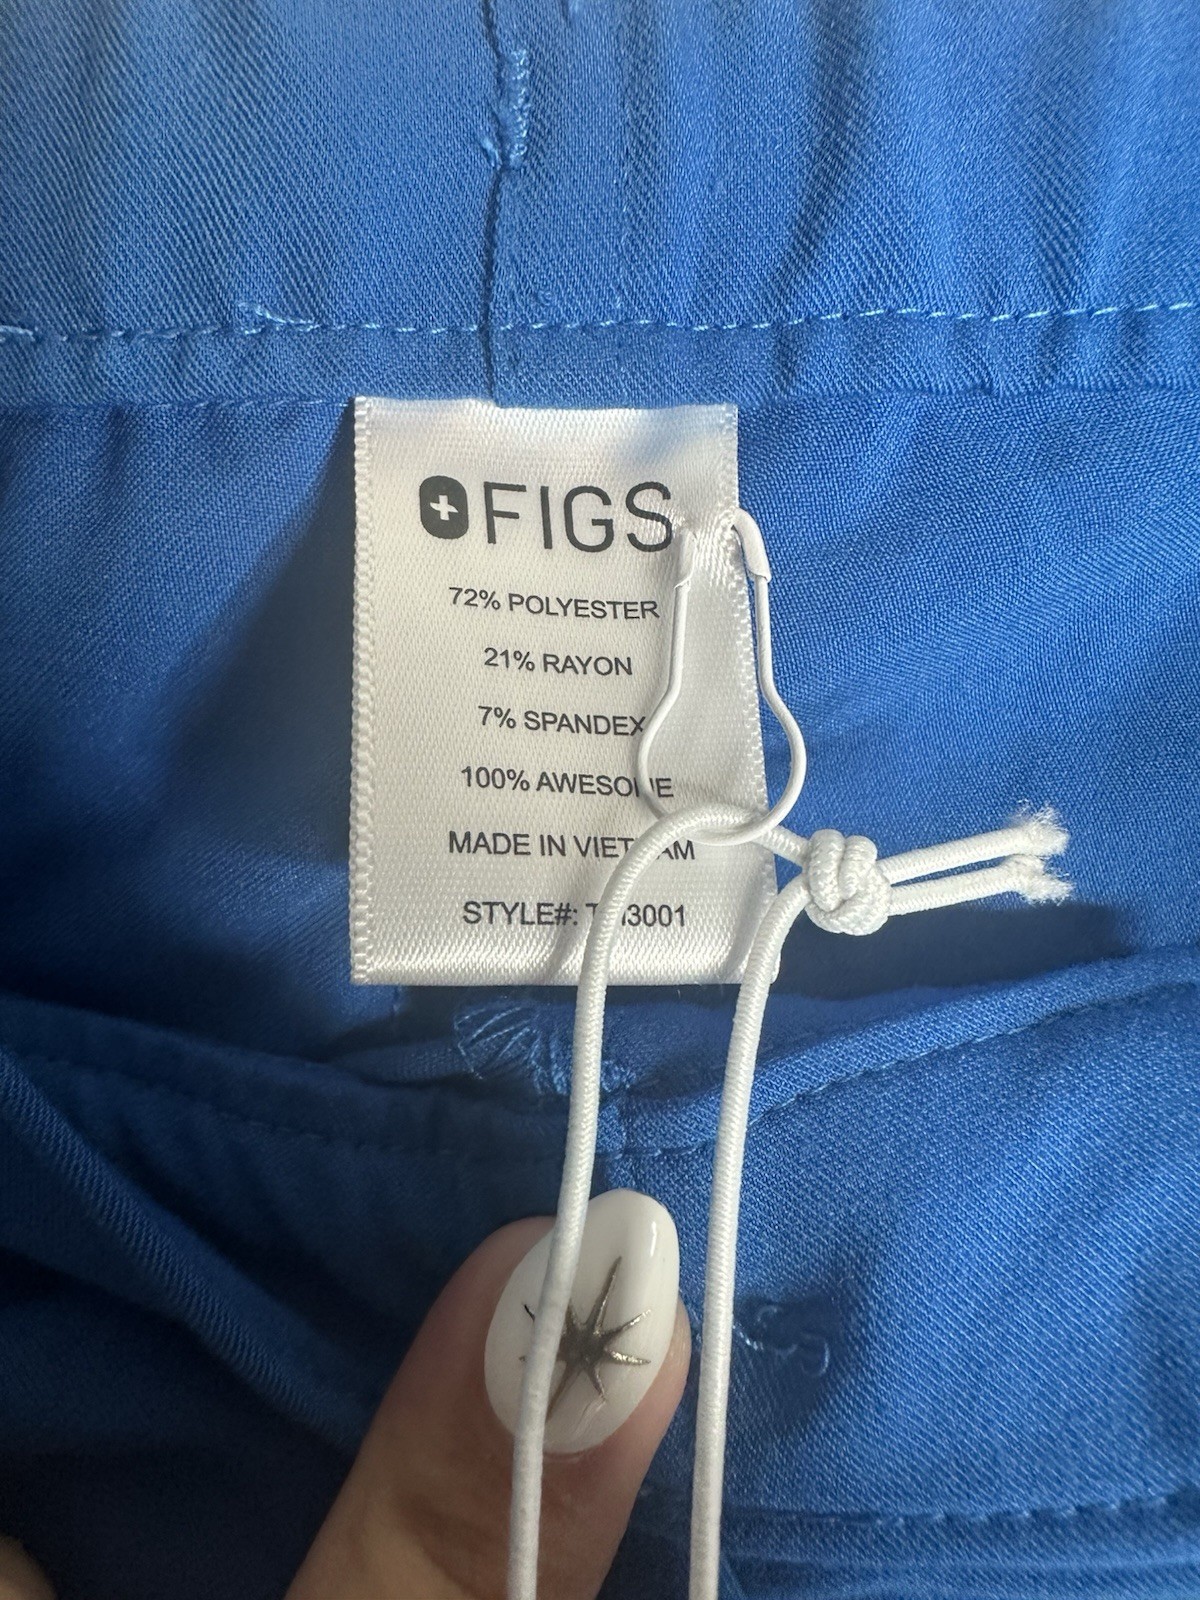 FIGS
72% POLYESTER
21% RAYON
7% SPANDEX
100% AWESOME
MADE IN VIETNAM
STYLE#: